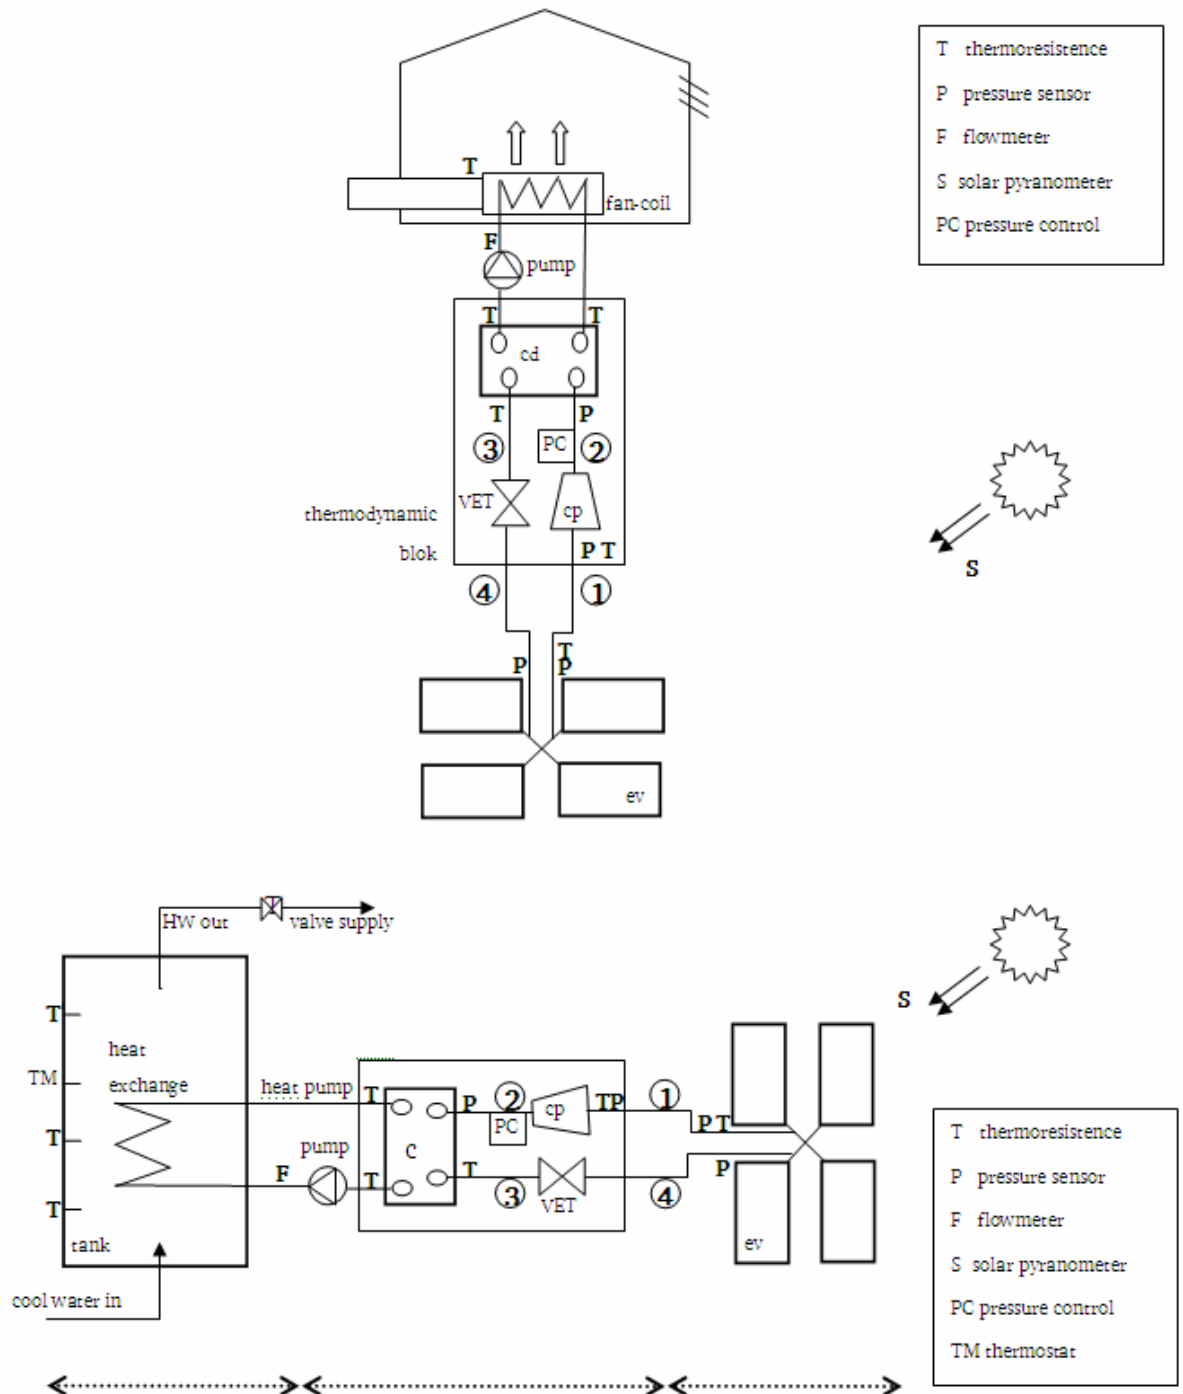 T thermoresistence
P pressure sensor
F flowmeter
S solar pyranometer
PC pressure control
T
fan-coil
F
pump
T T
cd
T P
3 PC 2
VET cp
thermodynamic
blok
P T
4 1
S
T
P P
ev
HW out
T
valve supply
S
T
heat
TM
exchange
heat pump
T P 2 cp TP 1
PC
P T
T
pump
C
F
T T
P
3 VET 4
T
tank
ev
cool water in
T thermoresistence
P pressure sensor
F flowmeter
S solar pyranometer
PC pressure control
TM thermostat